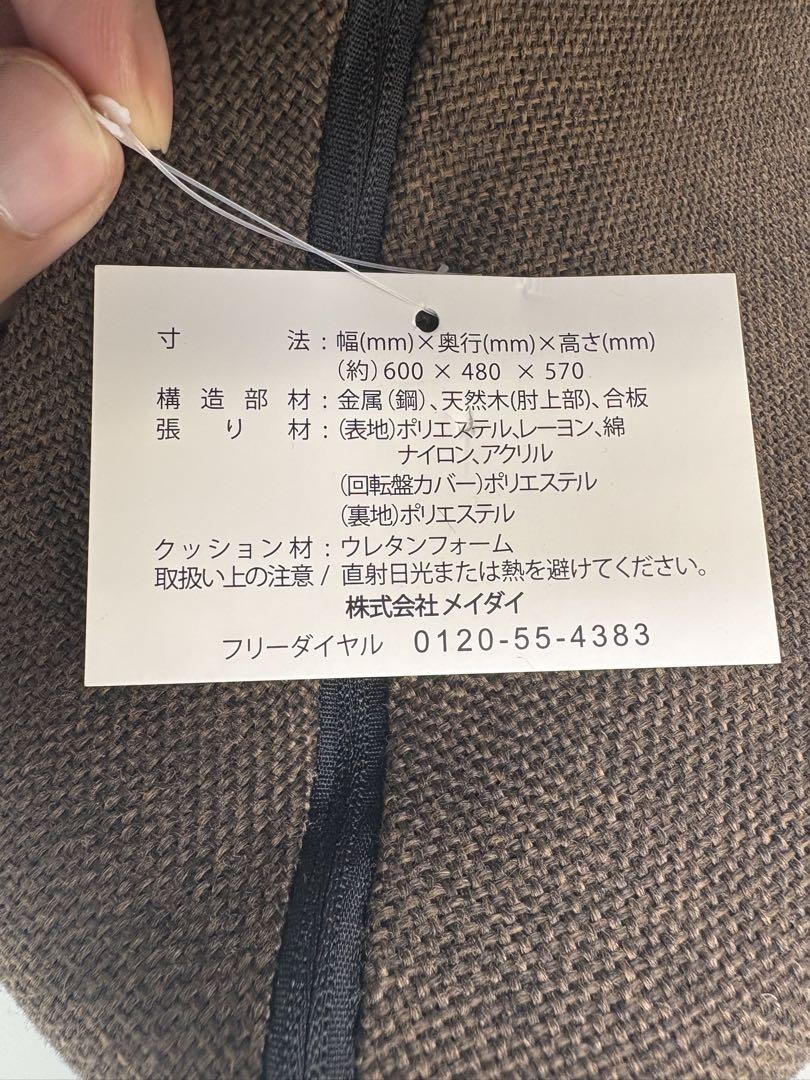 寸法:幅(mm)×奥行(mm)×高さ(mm)
(約)600 × 480 × 570
構造部材:金属(鋼)、天然木(肘上部)、合板
張り材:(表地)ポリエステル、レーヨン、綿
ナイロン、アクリル
(回転盤カバー)ポリエステル
(裏地)ポリエステル
クッション材:ウレタンフォーム
取扱い上の注意/ 直射日光または熱を避けてください。
株式会社メイダイ
フリーダイヤル 0120-55-4383